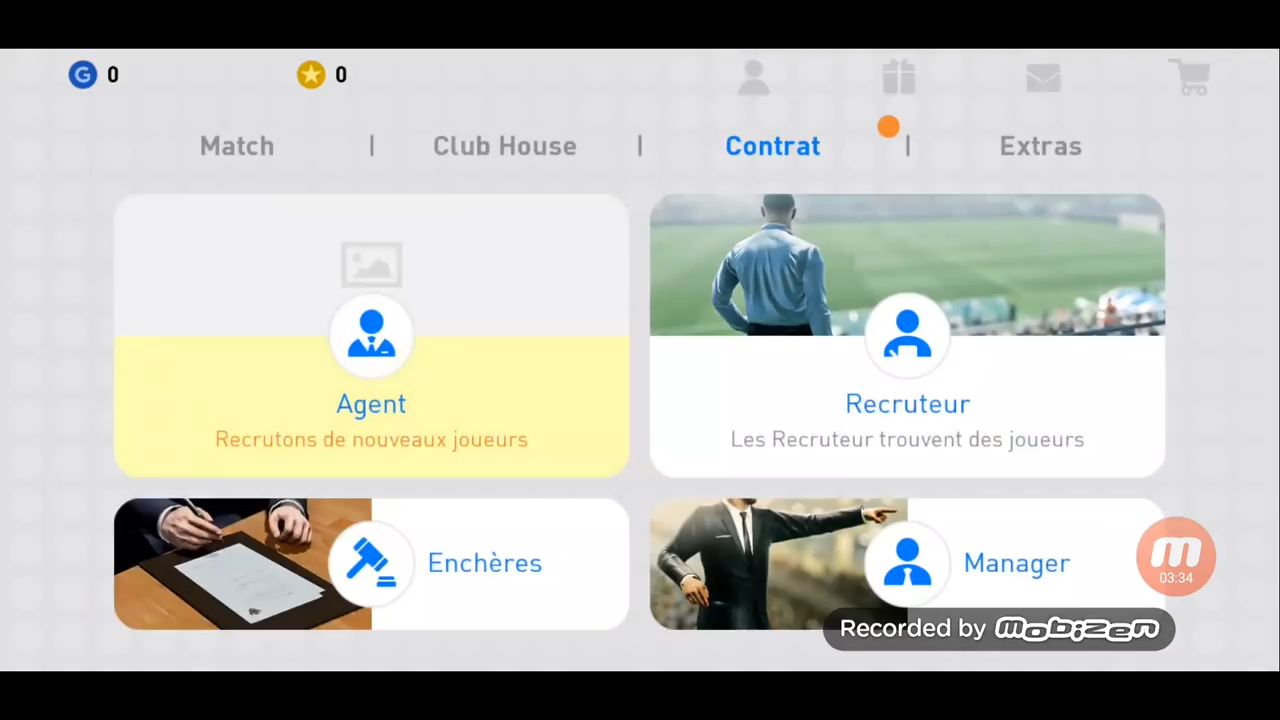 G 0
0
Match | Club House | Contrat | Extras
Agent
Recrutons de nouveaux joueurs
Recruteur
Les Recruteur trouvent des joueurs
Enchères
Manager
03:34
Recorded by mobizen